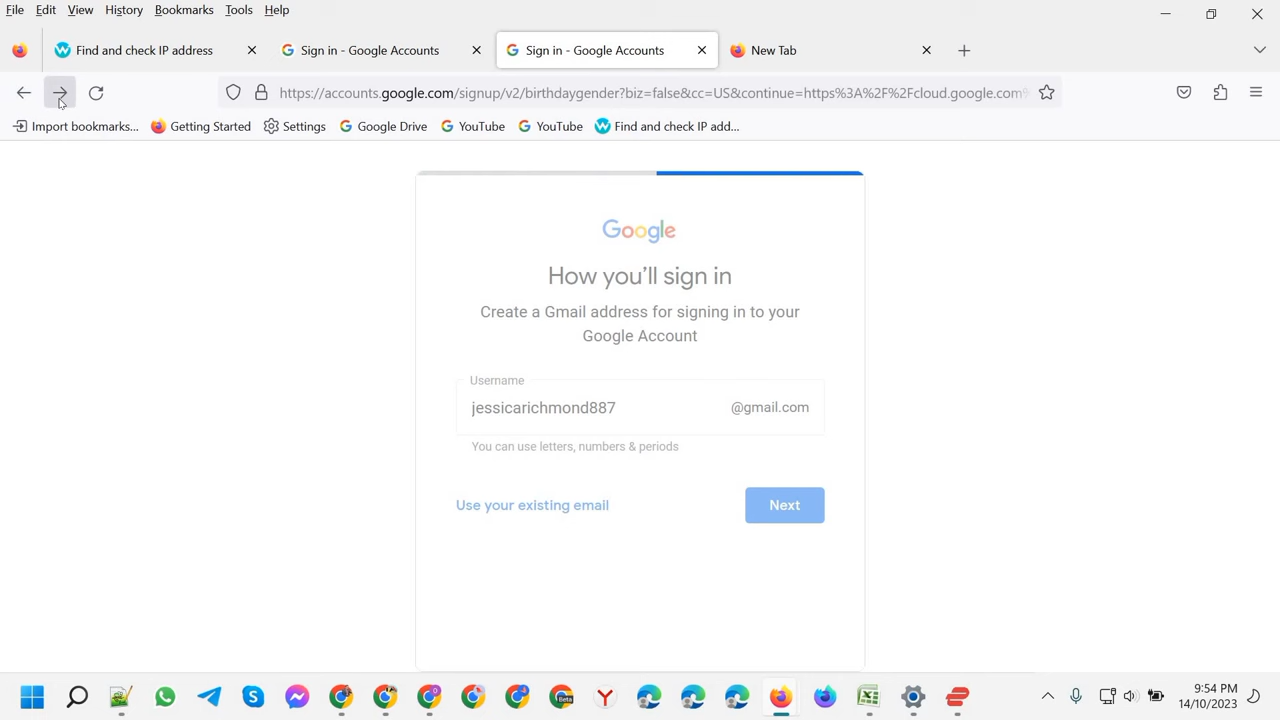 File Edit View History Bookmarks Tools Help
Find and check IP address
Sign in - Google Accounts
Sign in - Google Accounts
New Tab
https://accounts.google.com/signup/v2/birthdaygender?biz=false&cc=US&continue=https%3A%2F%2Fcloud.google.com%
Import bookmarks... Getting Started Settings Google Drive YouTube YouTube Find and check IP add...
Google
How you'll sign in
Create a Gmail address for signing in to your
Google Account
Username
jessicarichmond887 @gmail.com
You can use letters, numbers & periods
Use your existing email Next
9:54 PM
14/10/2023